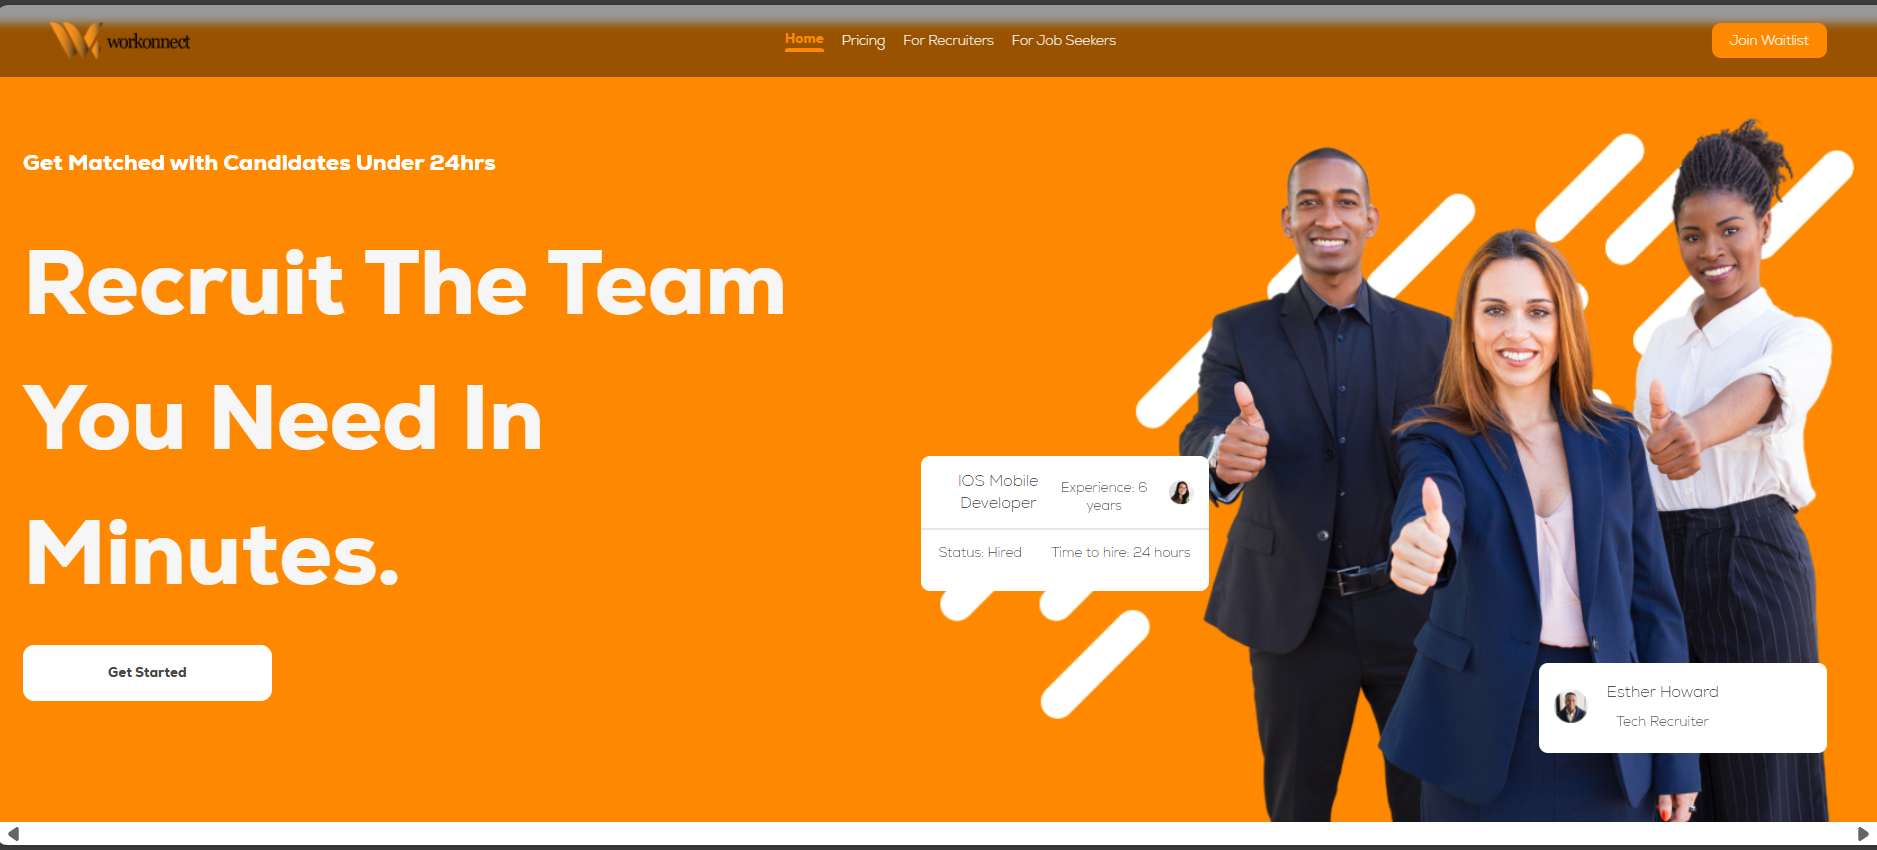 workonnect
Home Pricing For Recruiters For Job Seekers
Join Waitlist
Get Matched with Candidates Under 24hrs
Recruit The Team
You Need In
Minutes.
Get Started
IOS Mobile
Developer
Experience: 6
years
Status: Hired
Time to hire: 24 hours
Esther Howard
Tech Recruiter